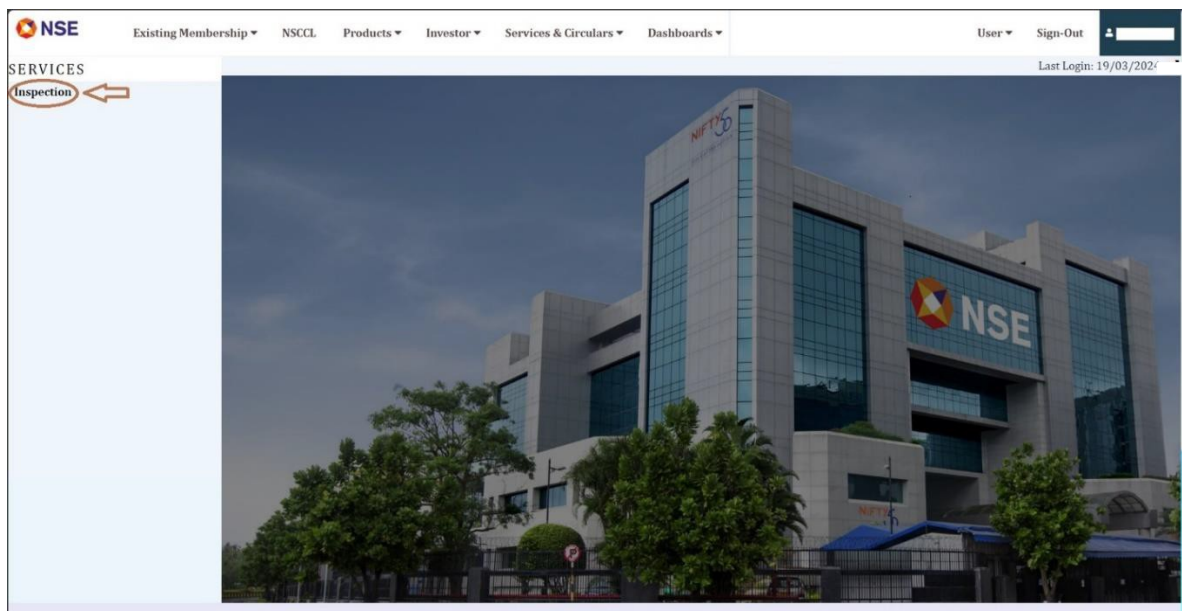 NSE
Existing Membership NSCCL Products Investor Services & Circulars Dashboards User Sign-Out
SERVICES
Last Login: 19/03/2024
Inspection
NIFTY50
NSE
NIFTY